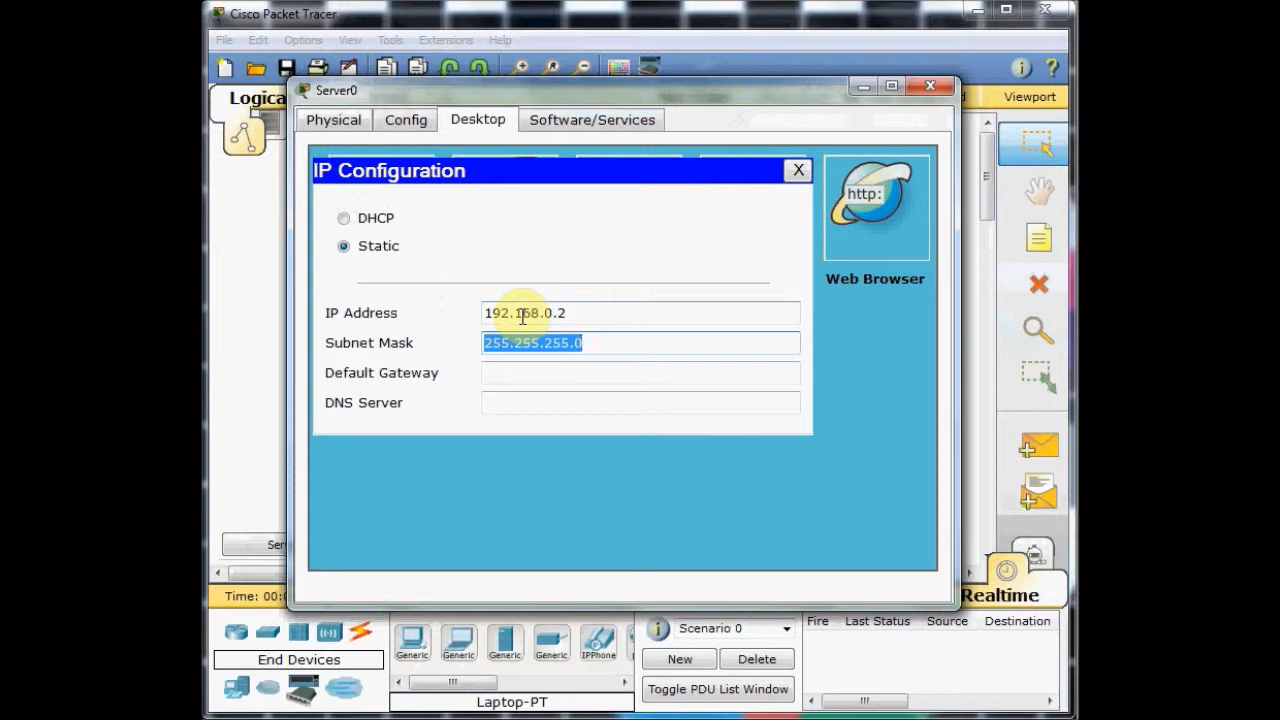 Cisco Packet Tracer
File Edit Options View Tools Extensions Help
Server0
Logica
Viewport
Physical Config Desktop Software/Services
IP Configuration X
DHCP
Static
http:
Web Browser
IP Address 192.168.0.2
Subnet Mask 255.255.255.0
Default Gateway
DNS Server
Ser
Time: 00:
Realtime
Fire Last Status Source Destination
Scenario 0
Generic Generic Generic Generic IPPhone
End Devices
New Delete
Toggle PDU List Window
Laptop-PT